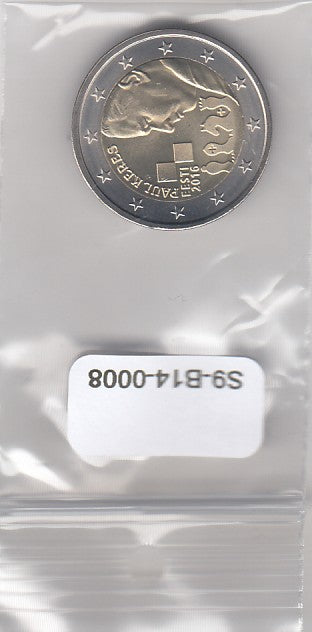 PAUL KERES
EESTI
2016
S9-B14-0008